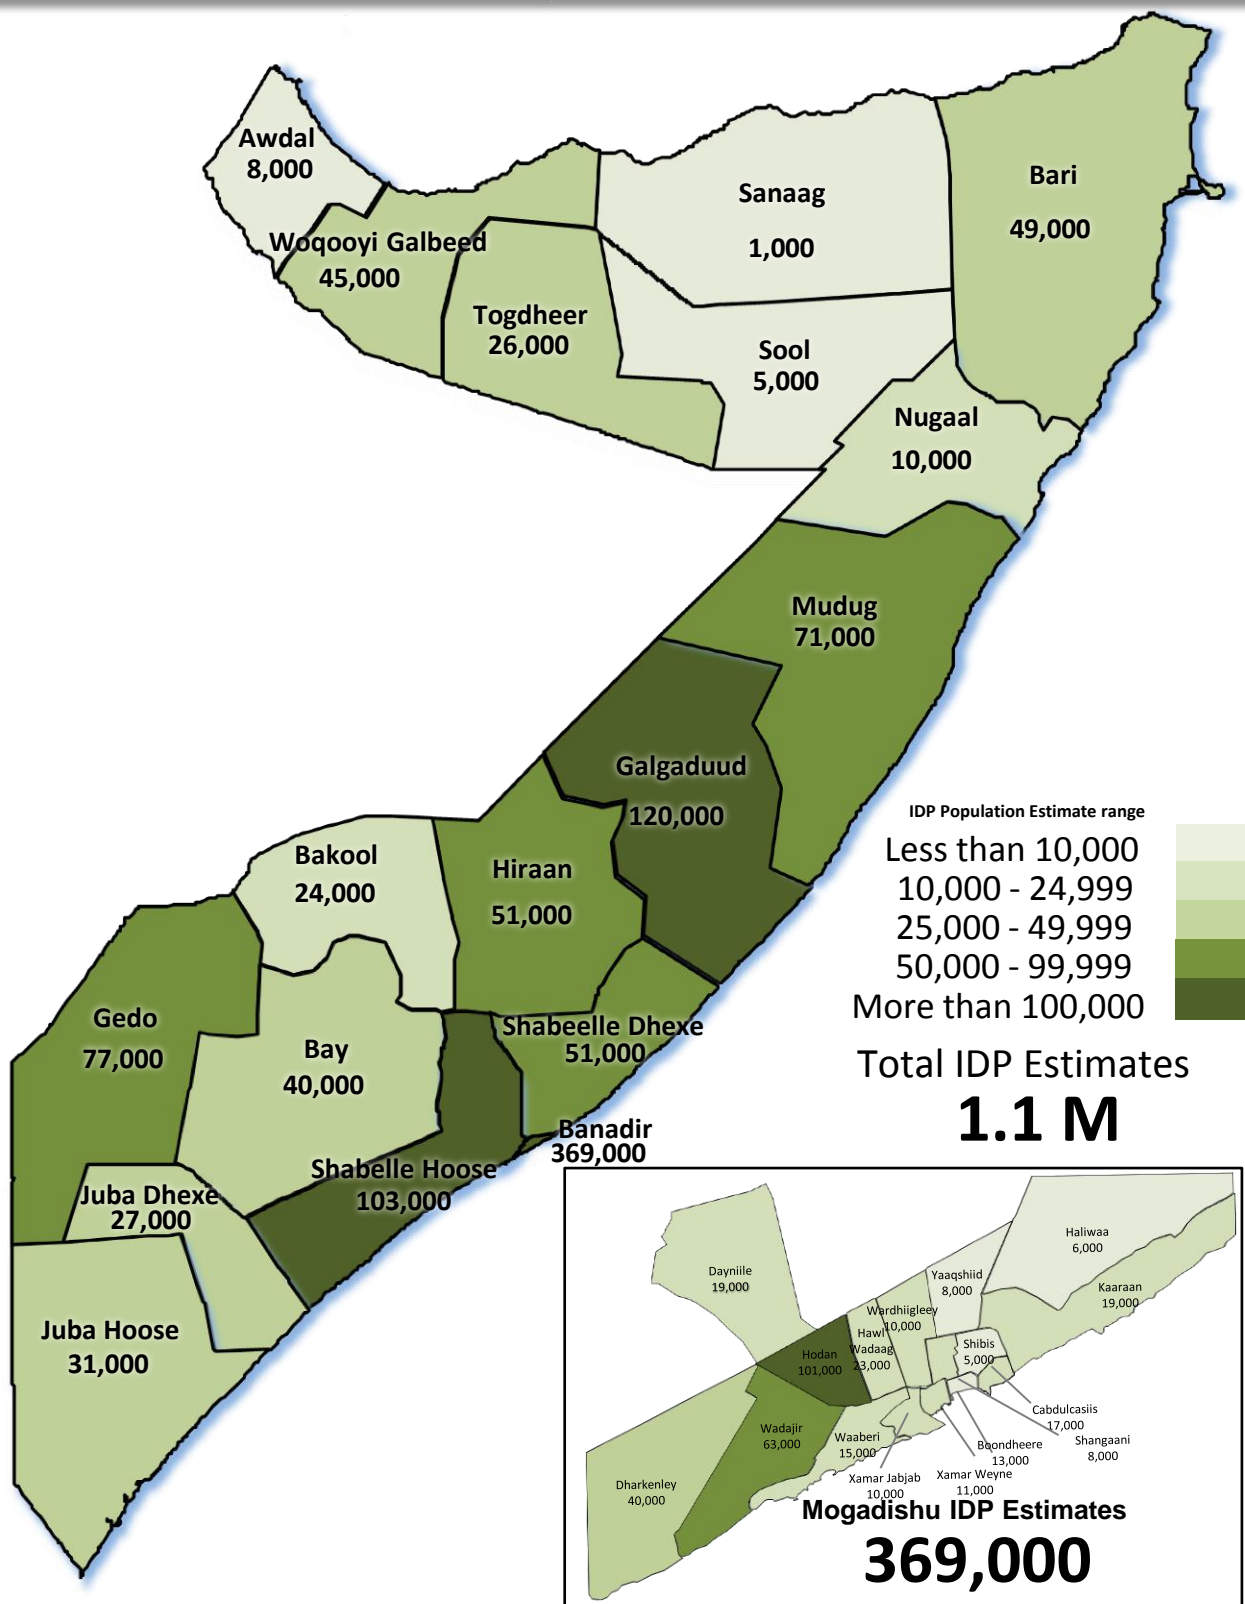 Awdal
8,000
Woqooyi Galbeed
45,000
Togdheer
26,000
Sanaag
1,000
Sool
5,000
Bari
49,000
Nugaal
10,000
Mudug
71,000
Galgaduud
120,000
Hiraan
51,000
Bakool
24,000
Gedo
77,000
Bay
40,000
Shabeelle Dhexe
51,000
Banadir
369,000
Shabelle Hoose
103,000
Juba Dhexe
27,000
Juba Hoose
31,000
IDP Population Estimate range
Less than 10,000
10,000 - 24,999
25,000 - 49,999
50,000 - 99,999
More than 100,000
Total IDP Estimates
1.1 M
Dayniile
19,000
Haliwaa
6,000
Yaaqshiid
8,000
Kaaraan
19,000
Wardhiigleey
10,000
Hawl
Wadaag
23,000
Hodan
101,000
Shibis
5,000
Wadajir
63,000
Waaberi
15,000
Dharkenley
40,000
Cabdulcasiis
17,000
Shangaani
8,000
Boondheere
13,000
Xamar Weyne
11,000
Xamar Jabjab
10,000
Mogadishu IDP Estimates
369,000